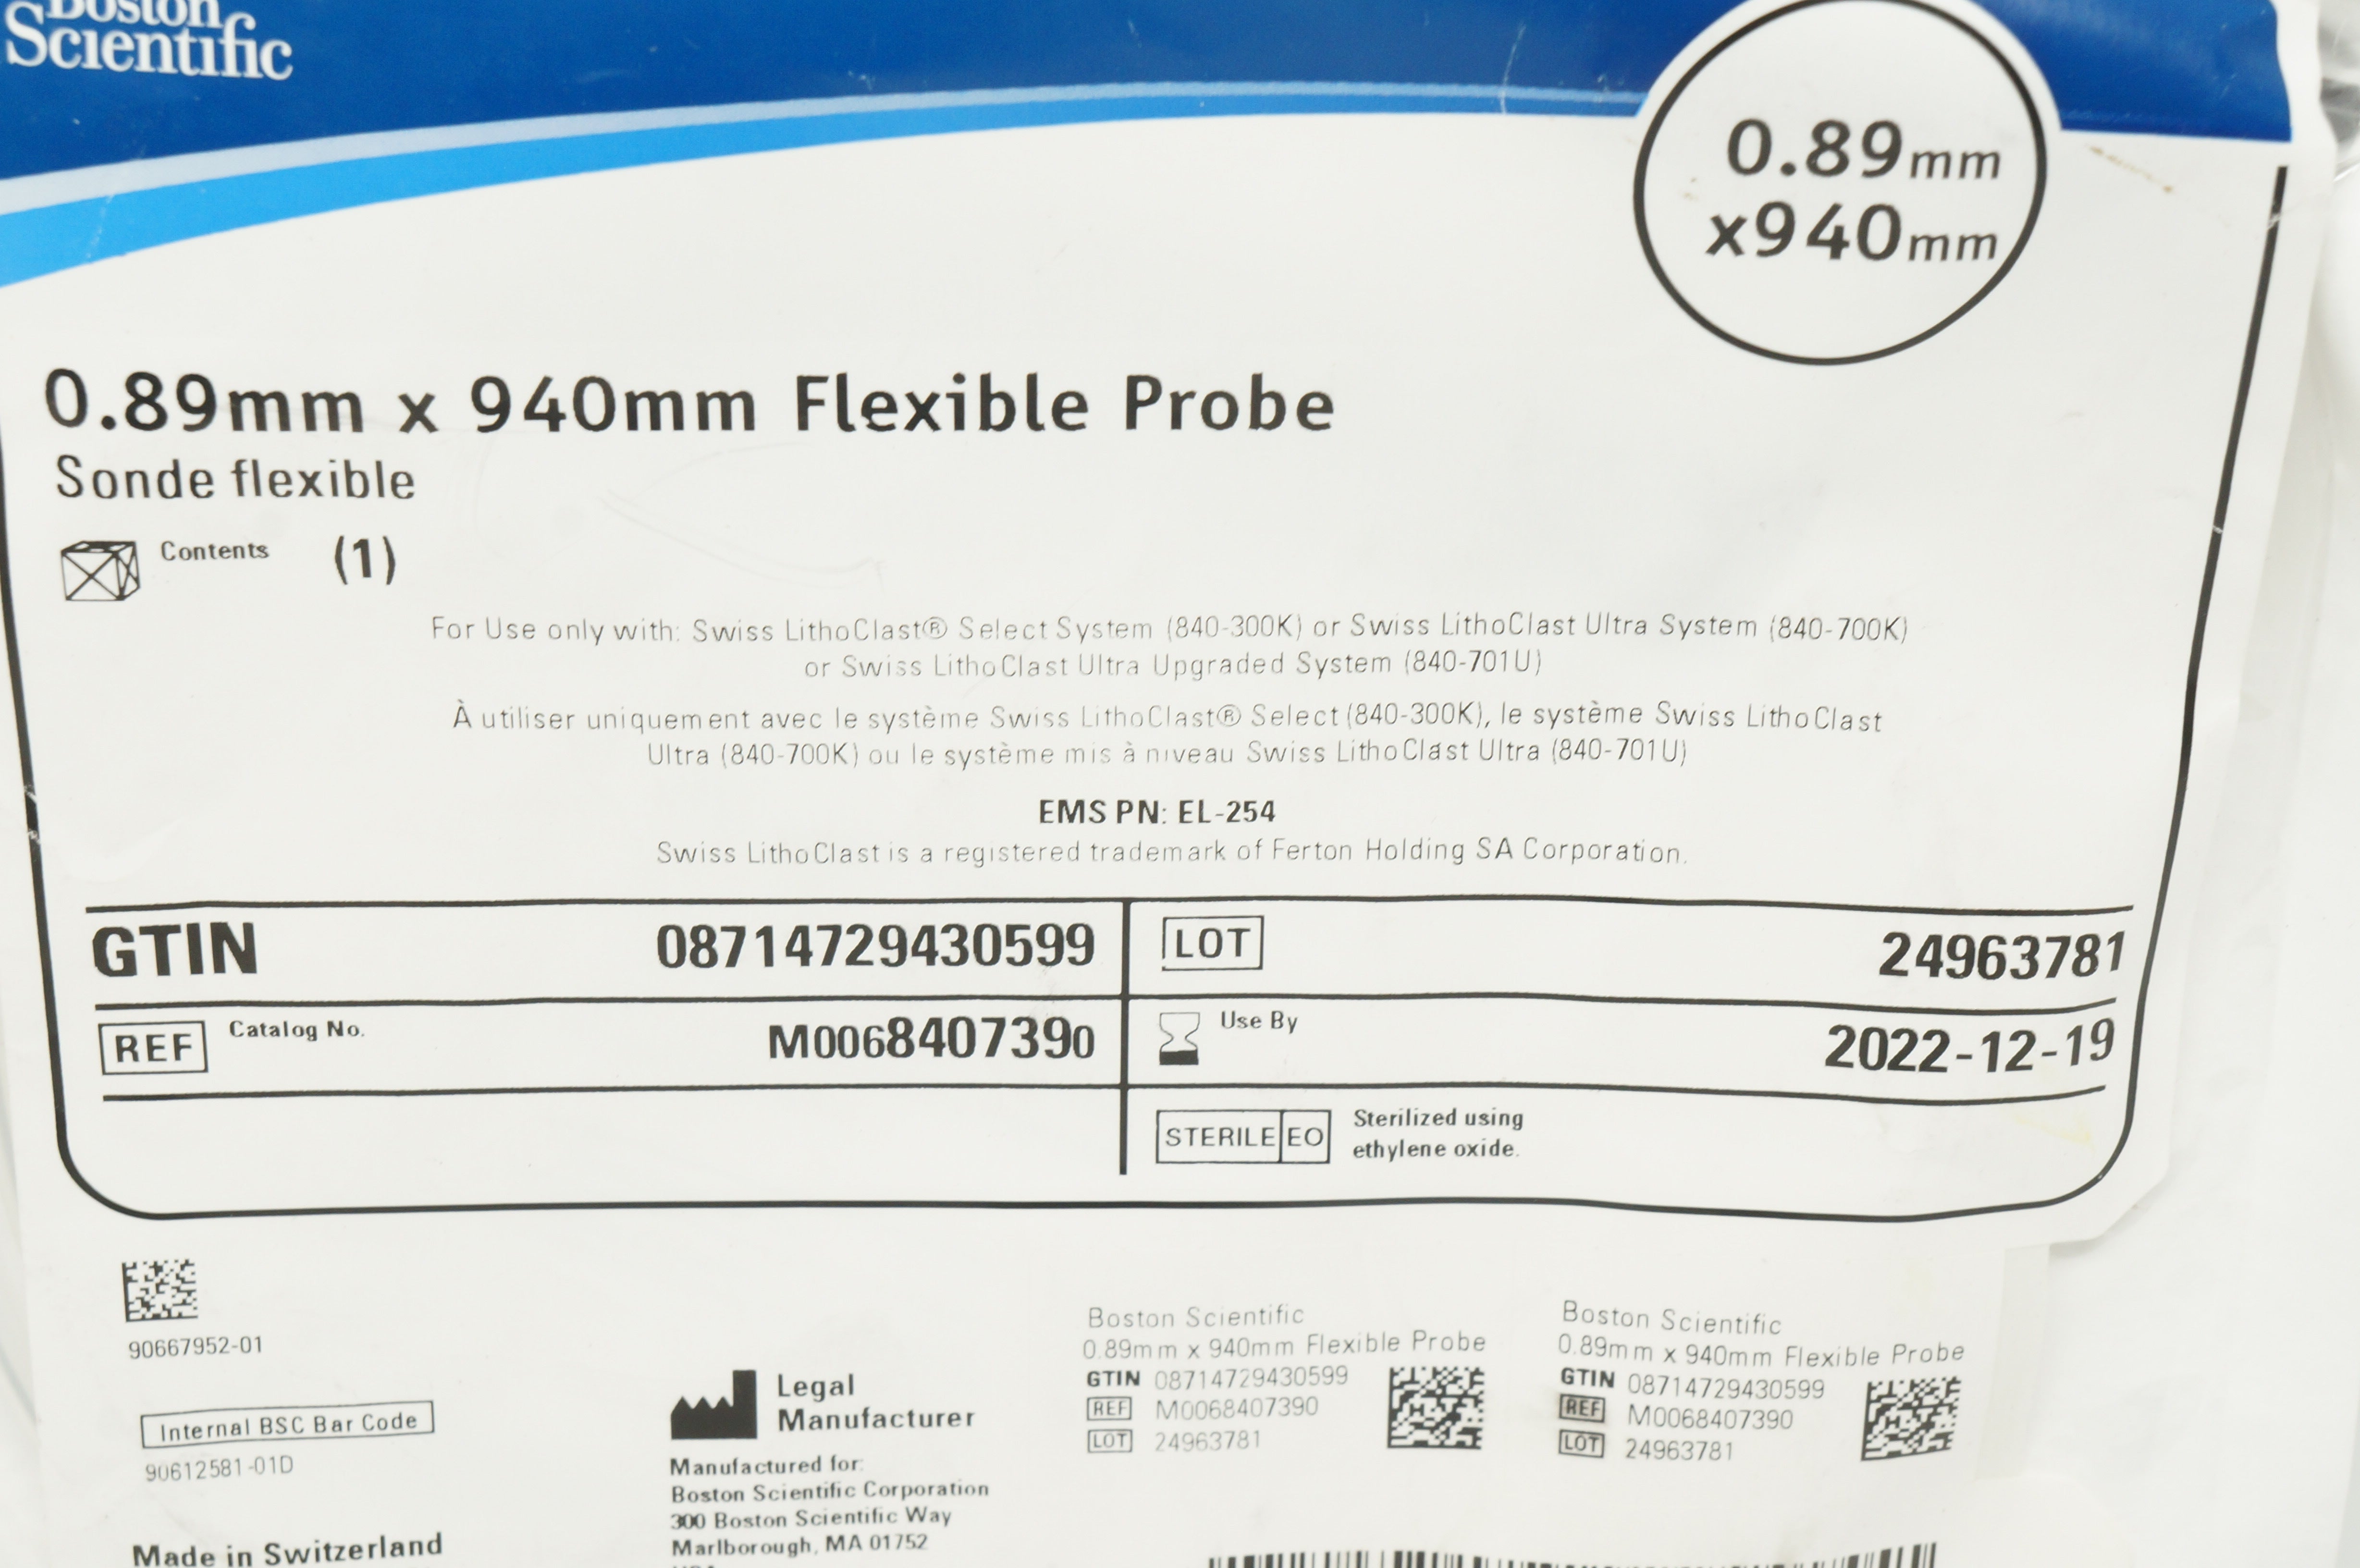 Boston
Scientific
0.89mm
x940mm
0.89mm x 940mm Flexible Probe
Sonde flexible
Contents (1)
For Use only with: Swiss LithoClast® Select System (840-300K) or Swiss LithoClast Ultra System (840-700K)
or Swiss LithoClast Ultra Upgraded System (840-701U)
À utiliser uniquement avec le système Swiss LithoClast® Select (840-300K), le système Swiss LithoClast
Ultra (840-700K) ou le système mis à niveau Swiss LithoClast Ultra (840-701U)
EMS PN: EL-254
Swiss LithoClast is a registered trademark of Ferton Holding SA Corporation.
GTIN 08714729430599
LOT 24963781
REF Catalog No. M0068407390
Use By 2022-12-19
STERILE EO Sterilized using
ethylene oxide.
90667952-01
Internal BSC Bar Code
90612581-01D
Made in Switzerland
Legal
Manufacturer
Manufactured for:
Boston Scientific Corporation
300 Boston Scientific Way
Marlborough, MA 01752
Boston Scientific
0.89mm x 940mm Flexible Probe
GTIN 08714729430599
REF M0068407390
LOT 24963781
Boston Scientific
0.89mm x 940mm Flexible Probe
GTIN 08714729430599
REF M0068407390
LOT 24963781